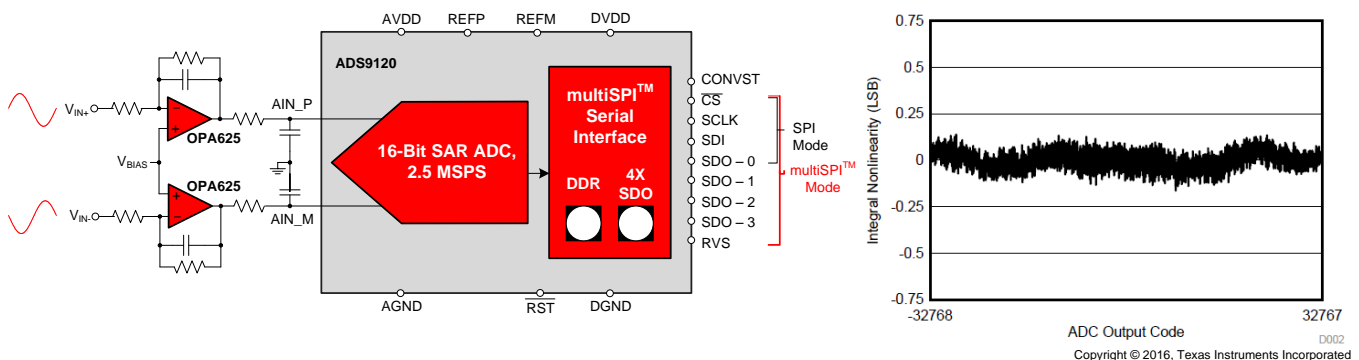 AVDD
REFP
REFM
DVDD
ADS9120
V_IN+
−
+
OPA625
AIN_P
V_BIAS
OPA625
+
−
V_IN-
AIN_M
16-Bit SAR ADC,
2.5 MSPS
multiSPI™
Serial
Interface
DDR
4X
SDO
CONVST
CS
SCLK
SDI
SDO – 0
SDO – 1
SDO – 2
SDO – 3
RVS
SPI
Mode
multiSPI™
Mode
AGND
RST
DGND
Integral Nonlinearity (LSB)
0.75
0.5
0.25
0
-0.25
-0.5
-0.75
-32768
32767
ADC Output Code
D002
Copyright © 2016, Texas Instruments Incorporated